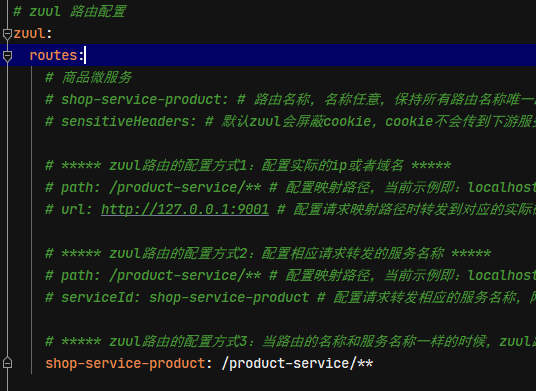 # zuul 路由配置
zuul:
routes:
# 商品微服务
# shop-service-product: # 路由名称，名称任意，保持所有路由名称唯一
# sensitiveHeaders: # 默认zuul会屏蔽cookie，cookie不会传到下游服
# ***** zuul路由的配置方式1：配置实际的ip或者域名 *****
# path: /product-service/** # 配置映射路径，当前示例即：localhost
# url: http://127.0.0.1:9001 # 配置请求映射路径时转发到对应的实际
# ***** zuul路由的配置方式2：配置相应请求转发的服务名称 *****
# path: /product-service/** # 配置映射路径，当前示例即：localhost
# serviceId: shop-service-product # 配置请求转发相应的服务名称，
# ***** zuul路由的配置方式3：当路由的名称和服务名称一样的时候，zuul路
shop-service-product: /product-service/**